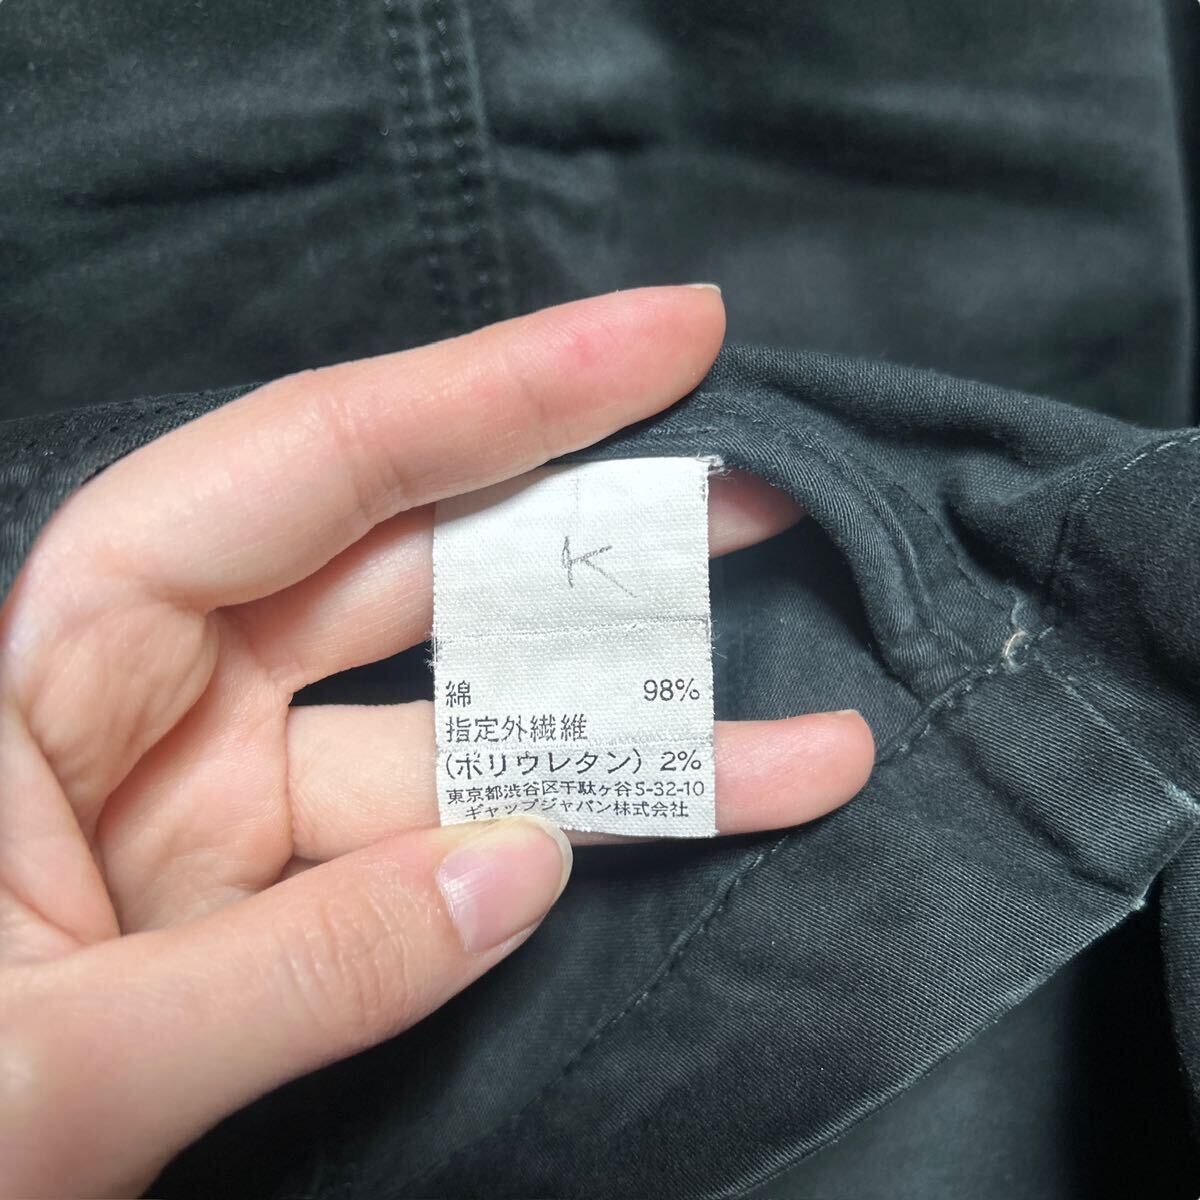 K
綿 98%
指定外繊維
(ポリウレタン) 2%
東京都渋谷区千駄ヶ谷5-32-10
ギャップジャパン株式会社